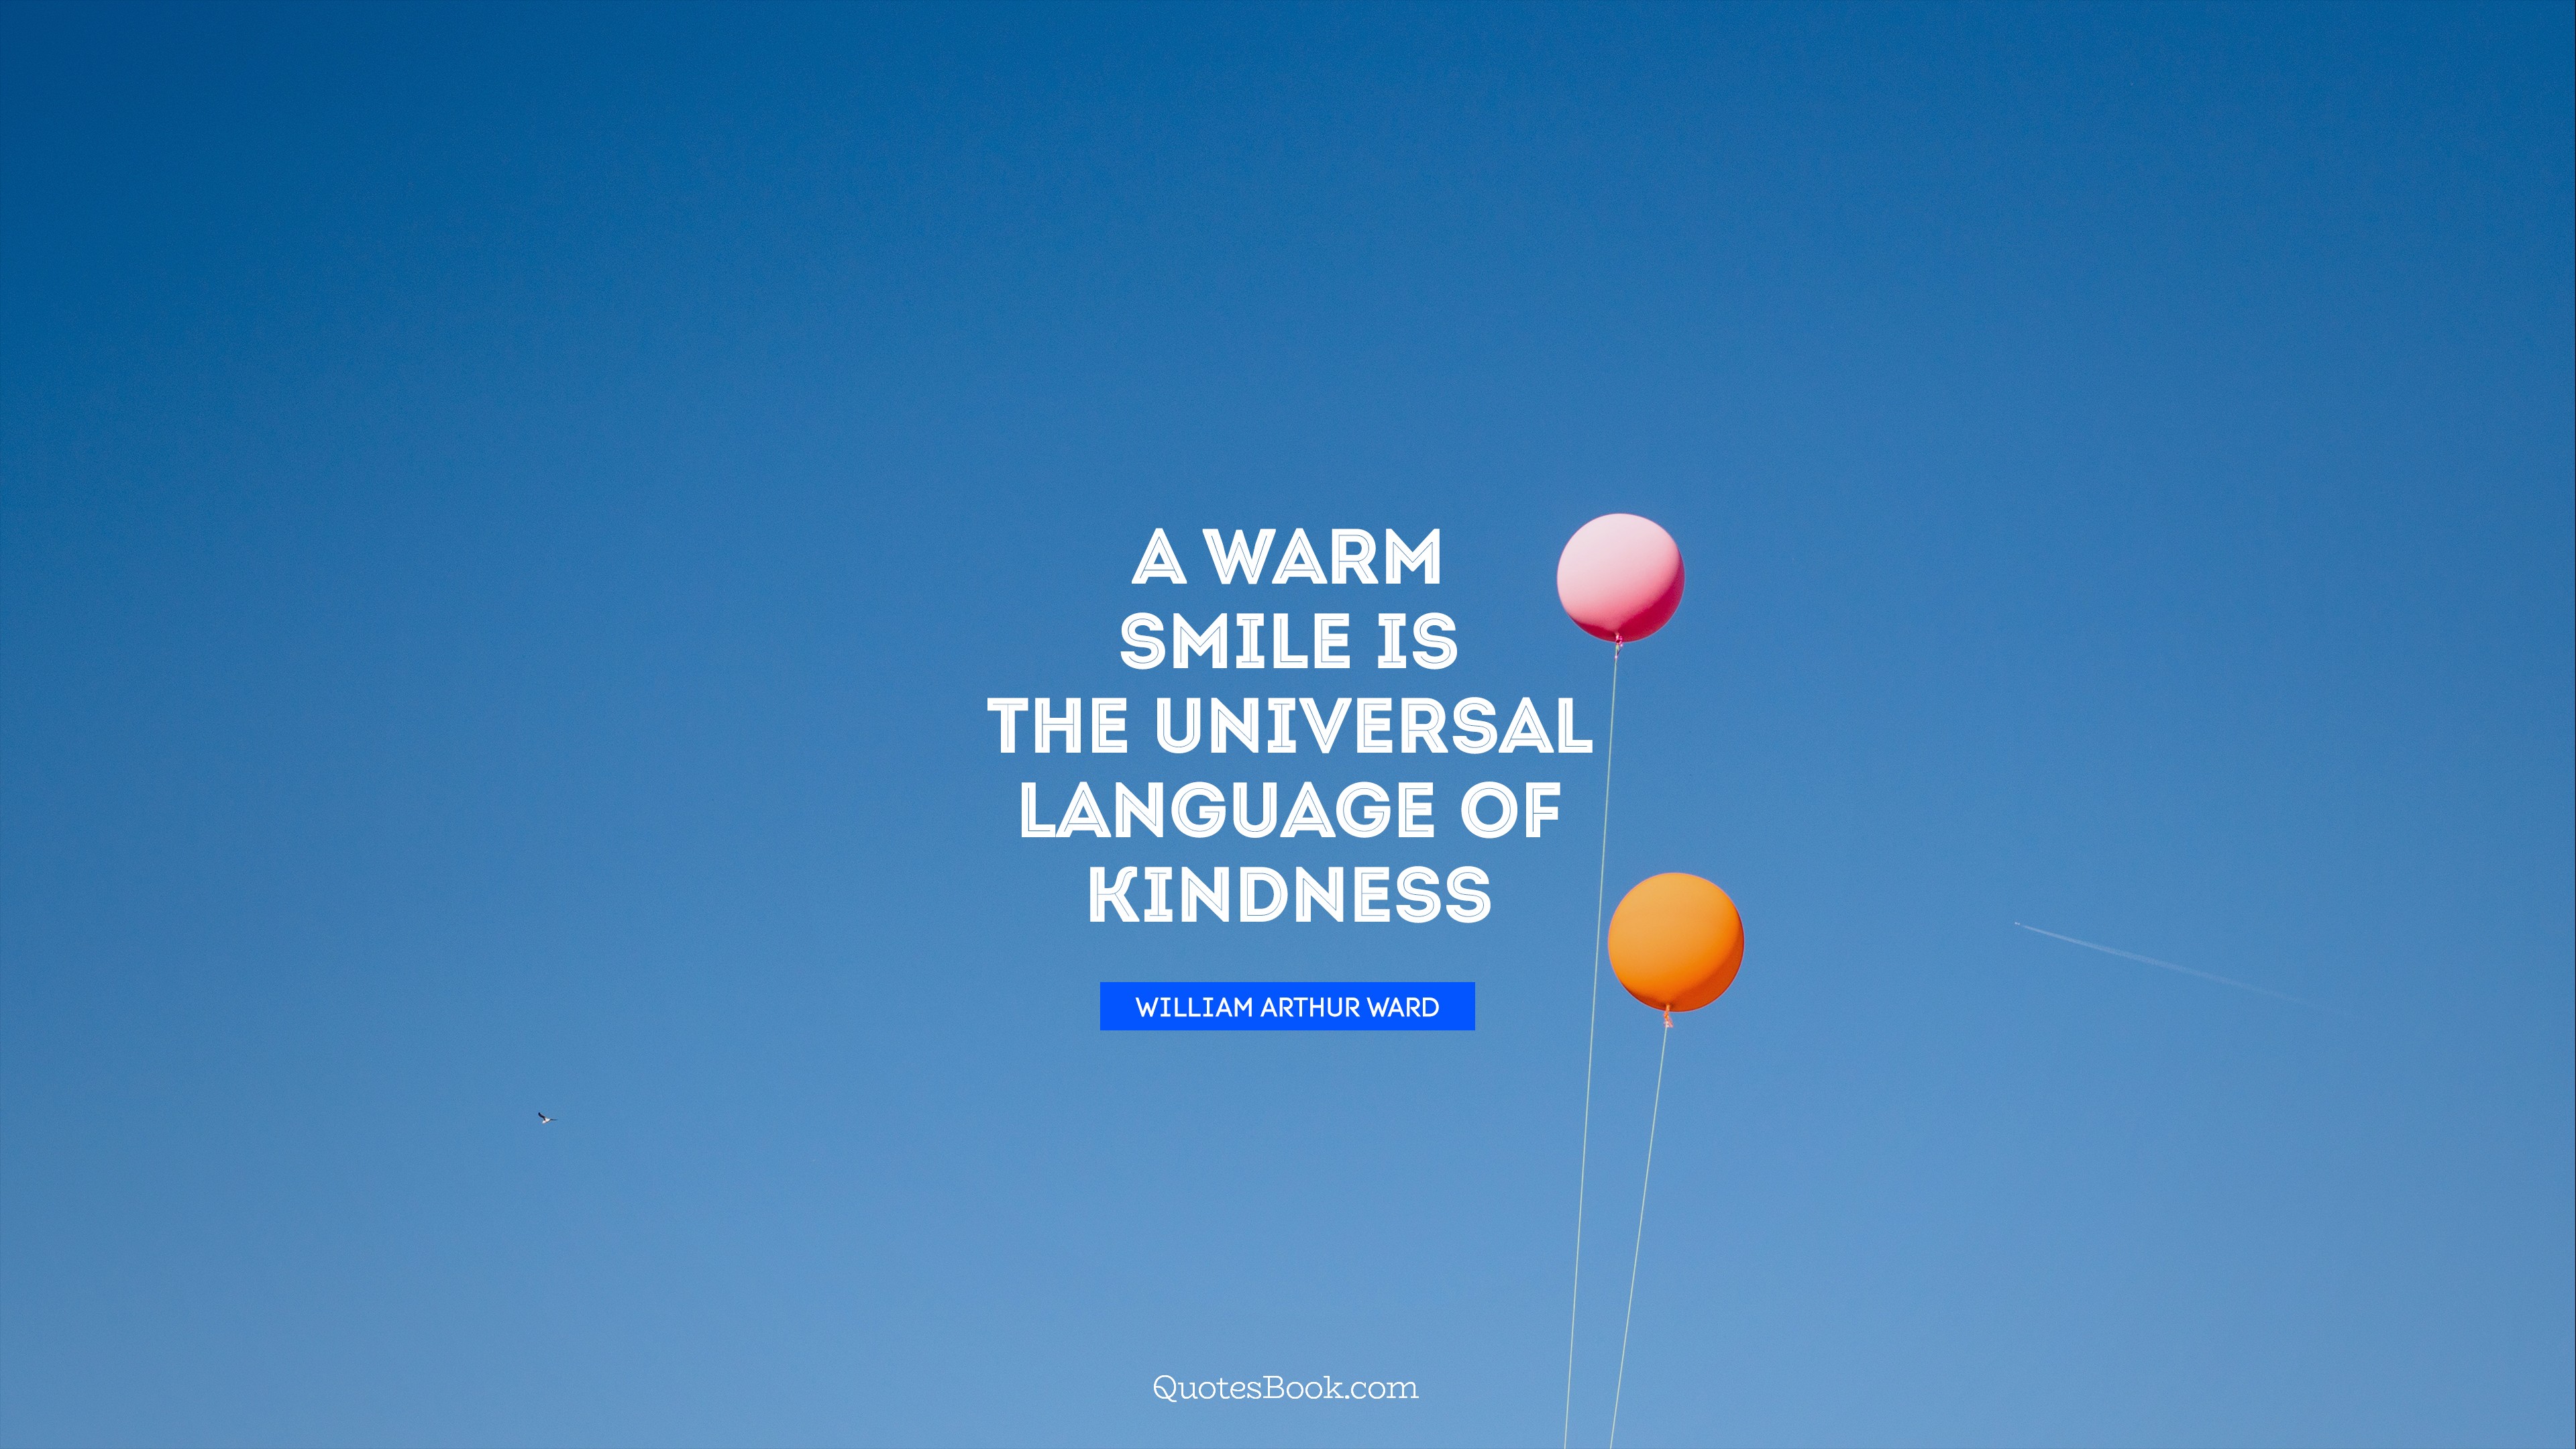 A WARM
SMILE IS
THE UNIVERSAL
LANGUAGE OF
KINDNESS
WILLIAM ARTHUR WARD
QuotesBook.com